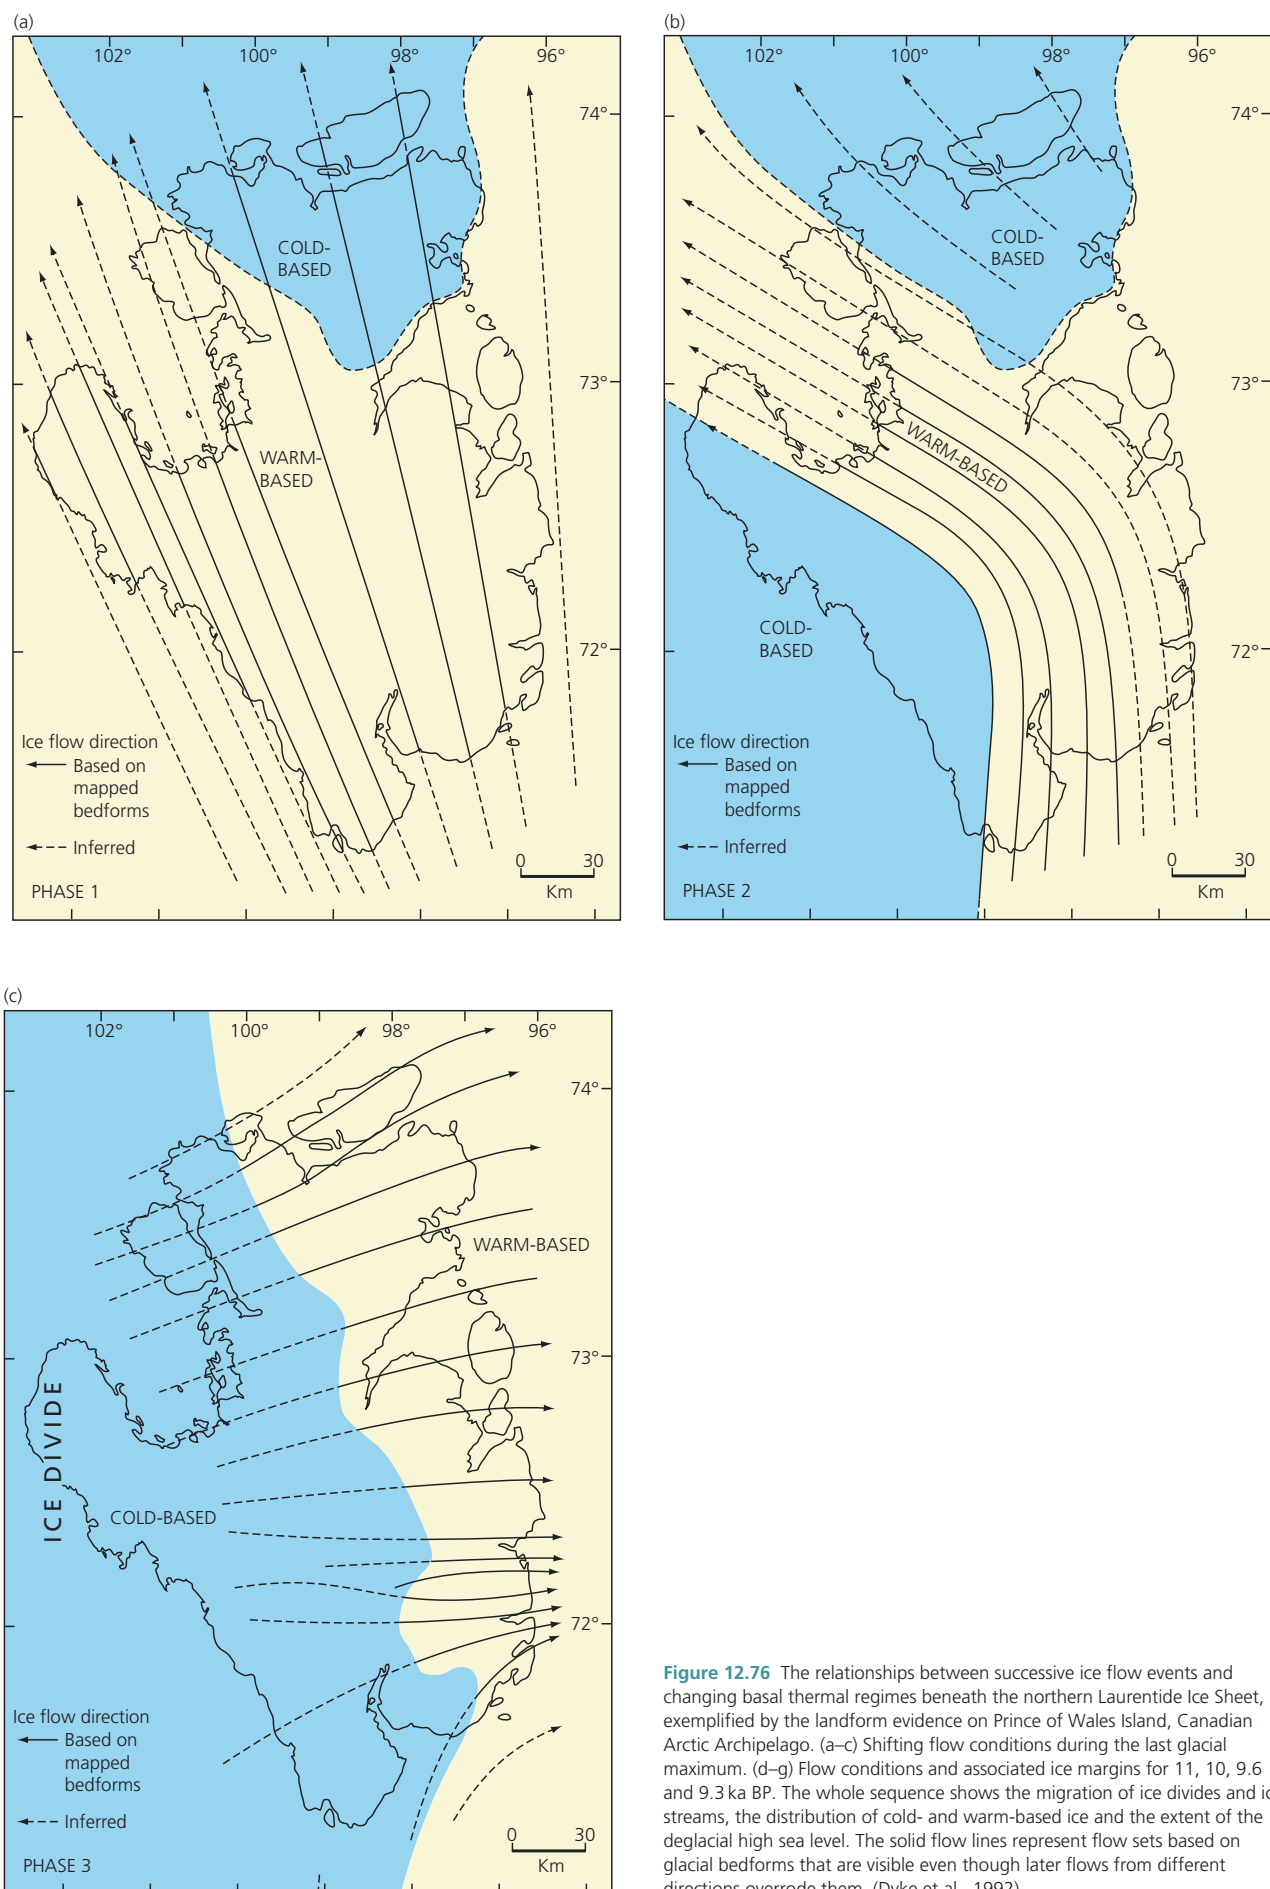 (a)
102° 100° 98° 96°
74°
COLD-
BASED
73°
WARM-
BASED
72°
Ice flow direction
Based on
mapped
bedforms
Inferred
0 30
Km
PHASE 1
(b)
102° 100° 98° 96°
74°
COLD-
BASED
73°
WARM-BASED
COLD-
BASED
72°
Ice flow direction
Based on
mapped
bedforms
Inferred
0 30
Km
PHASE 2
(c)
102° 100° 98° 96°
74°
WARM-BASED
73°
ICE DIVIDE
COLD-BASED
72°
Ice flow direction
Based on
mapped
bedforms
Inferred
0 30
Km
PHASE 3
Figure 12.76 The relationships between successive ice flow events and
changing basal thermal regimes beneath the northern Laurentide Ice Sheet,
exemplified by the landform evidence on Prince of Wales Island, Canadian
Arctic Archipelago. (a–c) Shifting flow conditions during the last glacial
maximum. (d–g) Flow conditions and associated ice margins for 11, 10, 9.6
and 9.3 ka BP. The whole sequence shows the migration of ice divides and
streams, the distribution of cold- and warm-based ice and the extent of the
deglacial high sea level. The solid flow lines represent flow sets based on
glacial bedforms that are visible even though later flows from different
directions overrode them. (Dyke et al., 1992)